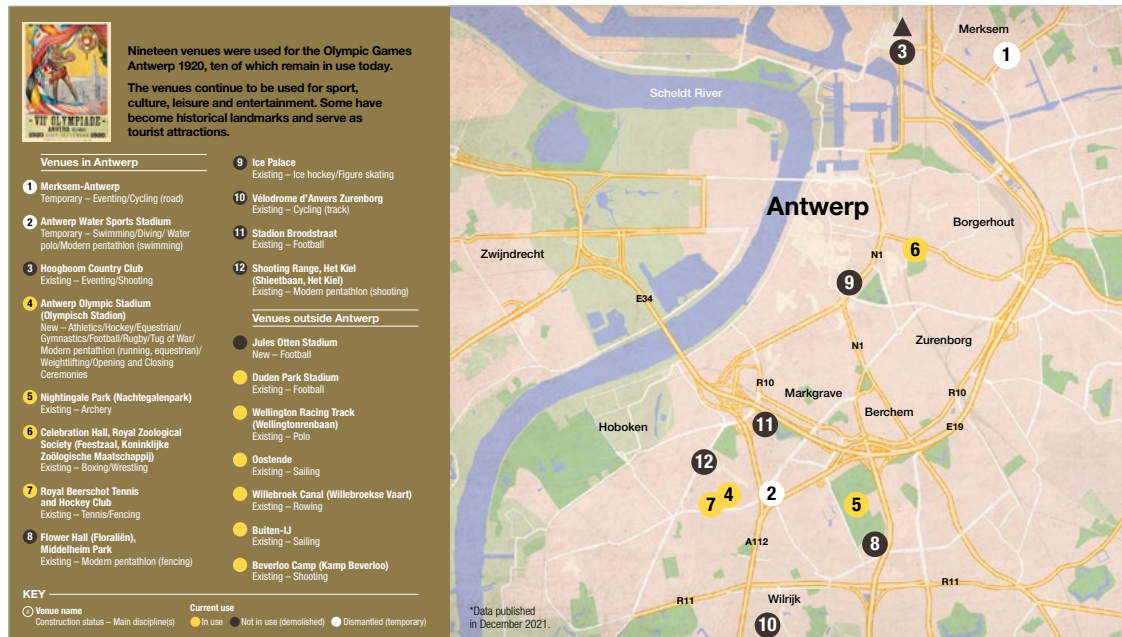 -VIIᴱ OLYMPIADE-
ANVERS (BELGIQUE)
1920 AOUT-SEPTEMBRE 1920
Nineteen venues were used for the Olympic Games
Antwerp 1920, ten of which remain in use today.
The venues continue to be used for sport,
culture, leisure and entertainment. Some have
become historical landmarks and serve as
tourist attractions.
Venues in Antwerp
1 Merksem-Antwerp
Temporary – Eventing/Cycling (road)
2 Antwerp Water Sports Stadium
Temporary – Swimming/Diving/ Water
polo/Modern pentathlon (swimming)
3 Hoogboom Country Club
Existing – Eventing/Shooting
4 Antwerp Olympic Stadium
(Olympisch Stadion)
New – Athletics/Hockey/Equestrian/
Gymnastics/Football/Rugby/Tug of War/
Modern pentathlon (running, equestrian)/
Weightlifting/Opening and Closing
Ceremonies
5 Nightingale Park (Nachtegalenpark)
Existing – Archery
6 Celebration Hall, Royal Zoological
Society (Feestzaal, Koninklijke
Zoölogische Maatschappij)
Existing – Boxing/Wrestling
7 Royal Beerschot Tennis
and Hockey Club
Existing – Tennis/Fencing
8 Flower Hall (Floraliën),
Middelheim Park
Existing – Modern pentathlon (fencing)
9 Ice Palace
Existing – Ice hockey/Figure skating
10 Vélodrome d'Anvers Zurenborg
Existing – Cycling (track)
11 Stadion Broodstraat
Existing – Football
12 Shooting Range, Het Kiel
(Shieetbaan, Het Kiel)
Existing – Modern pentathlon (shooting)
Venues outside Antwerp
Jules Otten Stadium
New – Football
Duden Park Stadium
Existing – Football
Wellington Racing Track
(Wellingtonrenbaan)
Existing – Polo
Oostende
Existing – Sailing
Willebroek Canal (Willebroekse Vaart)
Existing – Rowing
Buiten-IJ
Existing – Sailing
Beverloo Camp (Kamp Beverloo)
Existing – Shooting
KEY
# Venue name
Construction status – Main discipline(s)
Current use
In use
Not in use (demolished)
Dismantled (temporary)
Merksem
3
1
Scheldt River
Antwerp
Borgerhout
Zwijndrecht
N1
6
9
E34
Zurenborg
N1
R10
Markgrave
R10
Berchem
Hoboken
11
E19
12
7
4
2
5
A112
8
R11
R11
Wilrijk
10
*Data published
in December 2021.